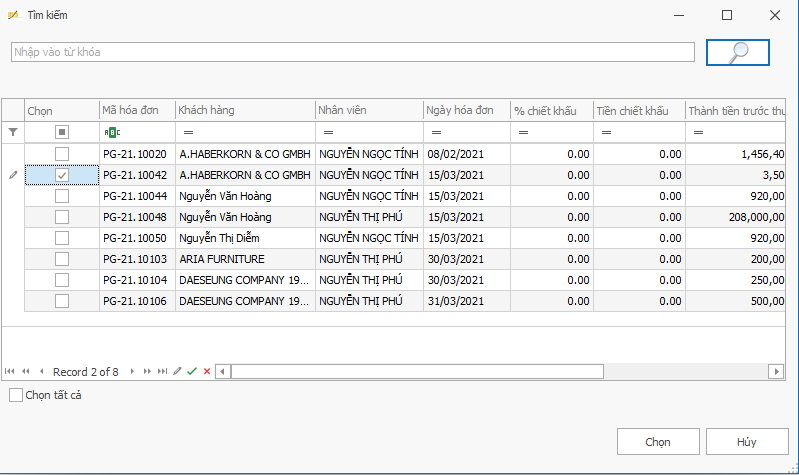 Tìm kiếm
Nhập vào từ khóa
Chọn Mã hóa đơn Khách hàng Nhân viên Ngày hóa đơn % chiết khấu Tiền chiết khấu Thành tiền trước thu
ABC = = = = = =
PG-21.10020 A.HABERKORN & CO GMBH NGUYỄN NGỌC TÍNH 08/02/2021 0.00 0.00 1,456,40
PG-21.10042 A.HABERKORN & CO GMBH NGUYỄN NGỌC TÍNH 15/03/2021 0.00 0.00 3,50
PG-21.10044 Nguyễn Văn Hoàng NGUYỄN NGỌC TÍNH 15/03/2021 0.00 0.00 920,00
PG-21.10048 Nguyễn Văn Hoàng NGUYỄN THỊ PHÚ 15/03/2021 0.00 0.00 208,000,00
PG-21.10050 Nguyễn Thị Diễm NGUYỄN NGỌC TÍNH 15/03/2021 0.00 0.00 920,00
PG-21.10103 ARIA FURNITURE NGUYỄN THỊ PHÚ 30/03/2021 0.00 0.00 200,00
PG-21.10104 DAESEUNG COMPANY 19... NGUYỄN THỊ PHÚ 30/03/2021 0.00 0.00 250,00
PG-21.10106 DAESEUNG COMPANY 19... NGUYỄN THỊ PHÚ 31/03/2021 0.00 0.00 500,00
Record 2 of 8
Chọn tất cả
Chọn Hủy